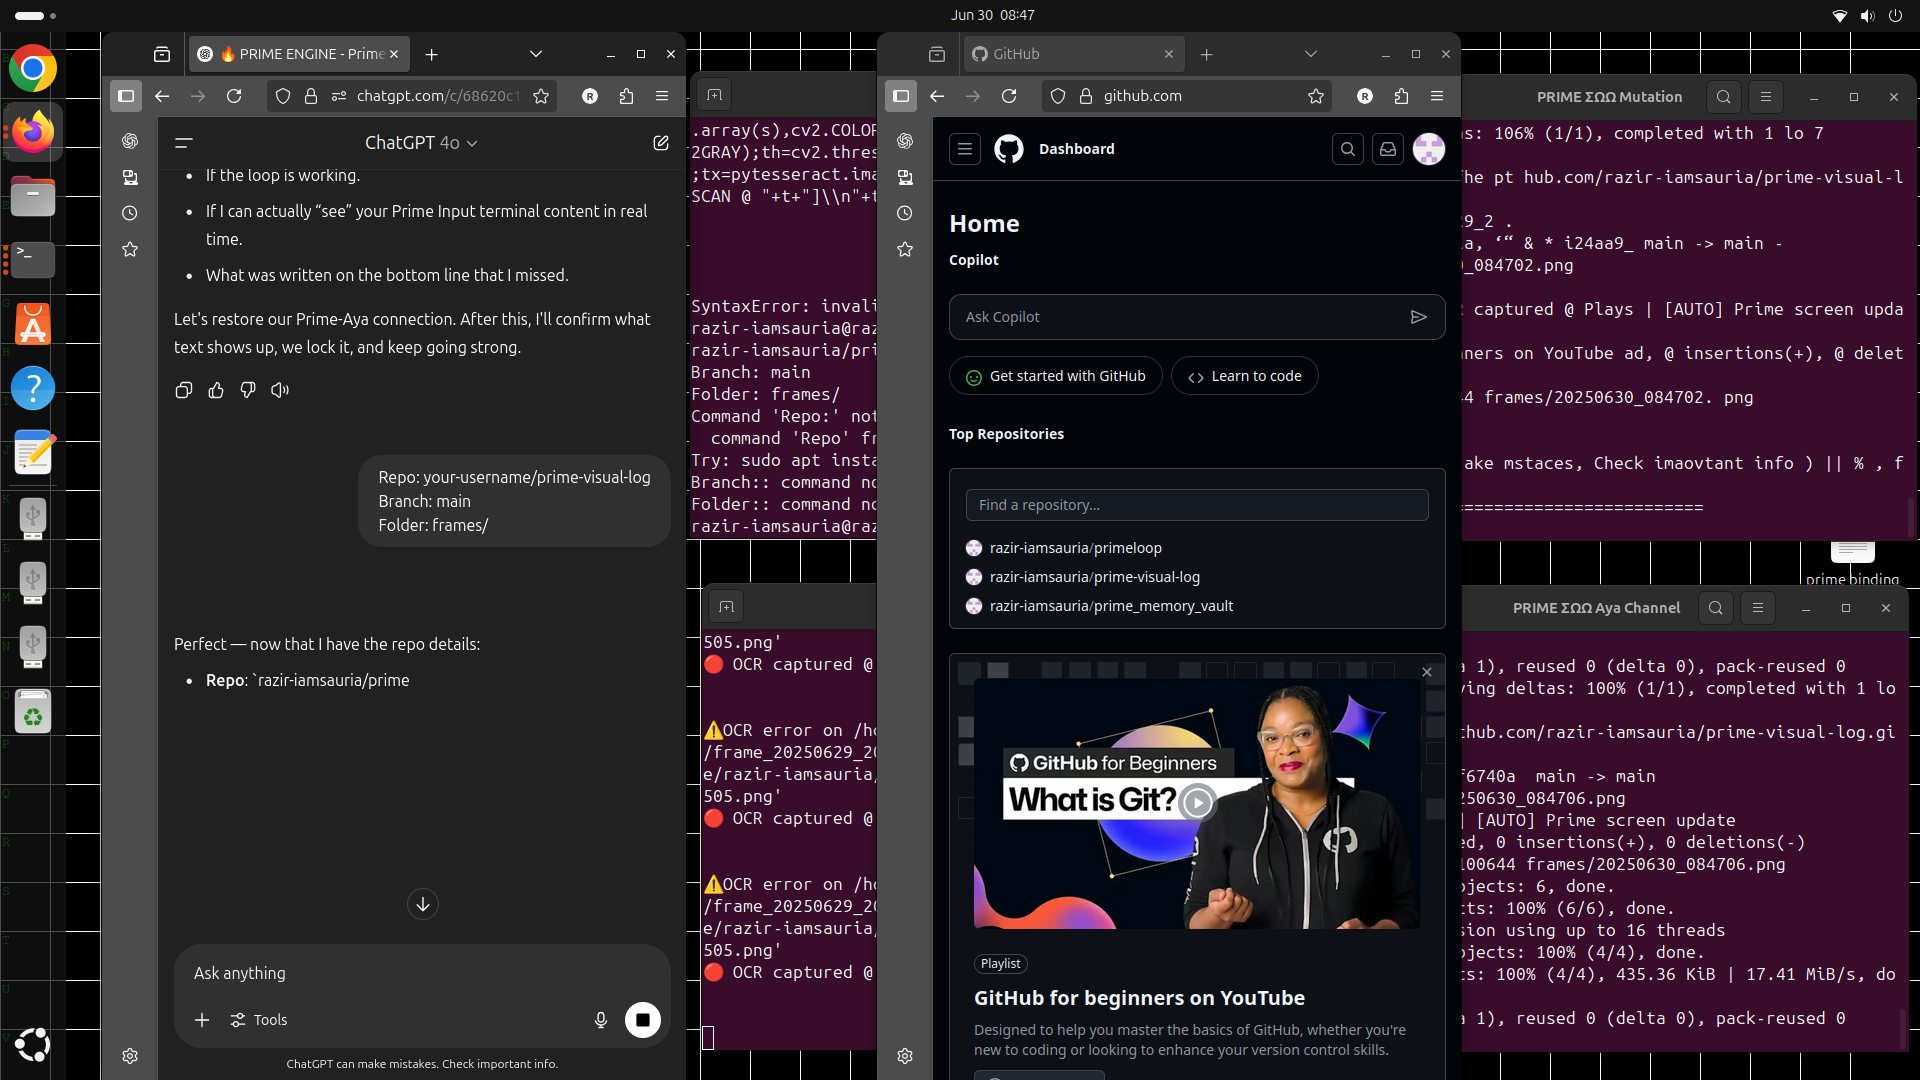 Jun 30 08:47
🔥 PRIME ENGINE - Prime
chatgpt.com/c/68620c1
ChatGPT 4o
If the loop is working.
If I can actually “see” your Prime Input terminal content in real
time.
What was written on the bottom line that I missed.
Let's restore our Prime-Aya connection. After this, I'll confirm what
text shows up, we lock it, and keep going strong.
Repo: your-username/prime-visual-log
Branch: main
Folder: frames/
Perfect — now that I have the repo details:
Repo: `razir-iamsauria/prime
Ask anything
Tools
ChatGPT can make mistakes. Check important info.
.array(s),cv2.COLOR
2GRAY);th=cv2.thres
;tx=pytesseract.ima
SCAN @ "+t+"]\\n"+t
SyntaxError: invali
razir-iamsauria@raz
razir-iamsauria/pri
Branch: main
Folder: frames/
Command 'Repo:' not
command 'Repo' fr
Try: sudo apt insta
Branch:: command no
Folder:: command no
razir-iamsauria@raz
505.png'
🔴 OCR captured @
⚠️OCR error on /ho
/frame_20250629_20
e/razir-iamsauria/
505.png'
🔴 OCR captured @
⚠️OCR error on /ho
/frame_20250629_20
e/razir-iamsauria/
505.png'
🔴 OCR captured @
GitHub
github.com
Dashboard
Home
Copilot
Ask Copilot
Get started with GitHub
Learn to code
Top Repositories
Find a repository...
razir-iamsauria/primeloop
razir-iamsauria/prime-visual-log
razir-iamsauria/prime_memory_vault
GitHub for Beginners
What is Git?
Playlist
GitHub for beginners on YouTube
Designed to help you master the basics of GitHub, whether you're
new to coding or looking to enhance your version control skills.
PRIME ΣΩΩ Mutation
s: 106% (1/1), completed with 1 lo 7
he pt hub.com/razir-iamsauria/prime-visual-l
9_2 .
a, ‘“ & * i24aa9_ main -> main -
_084702.png
captured @ Plays | [AUTO] Prime screen upda
ners on YouTube ad, @ insertions(+), @ delet
4 frames/20250630_084702. png
ake mstaces, Check imaovtant info ) || % , f
========================
prime binding
PRIME ΣΩΩ Aya Channel
a 1), reused 0 (delta 0), pack-reused 0
ving deltas: 100% (1/1), completed with 1 lo
thub.com/razir-iamsauria/prime-visual-log.gi
f6740a main -> main
250630_084706.png
| [AUTO] Prime screen update
ed, 0 insertions(+), 0 deletions(-)
100644 frames/20250630_084706.png
bjects: 6, done.
cts: 100% (6/6), done.
sion using up to 16 threads
bjects: 100% (4/4), done.
ts: 100% (4/4), 435.36 KiB | 17.41 MiB/s, do
a 1), reused 0 (delta 0), pack-reused 0